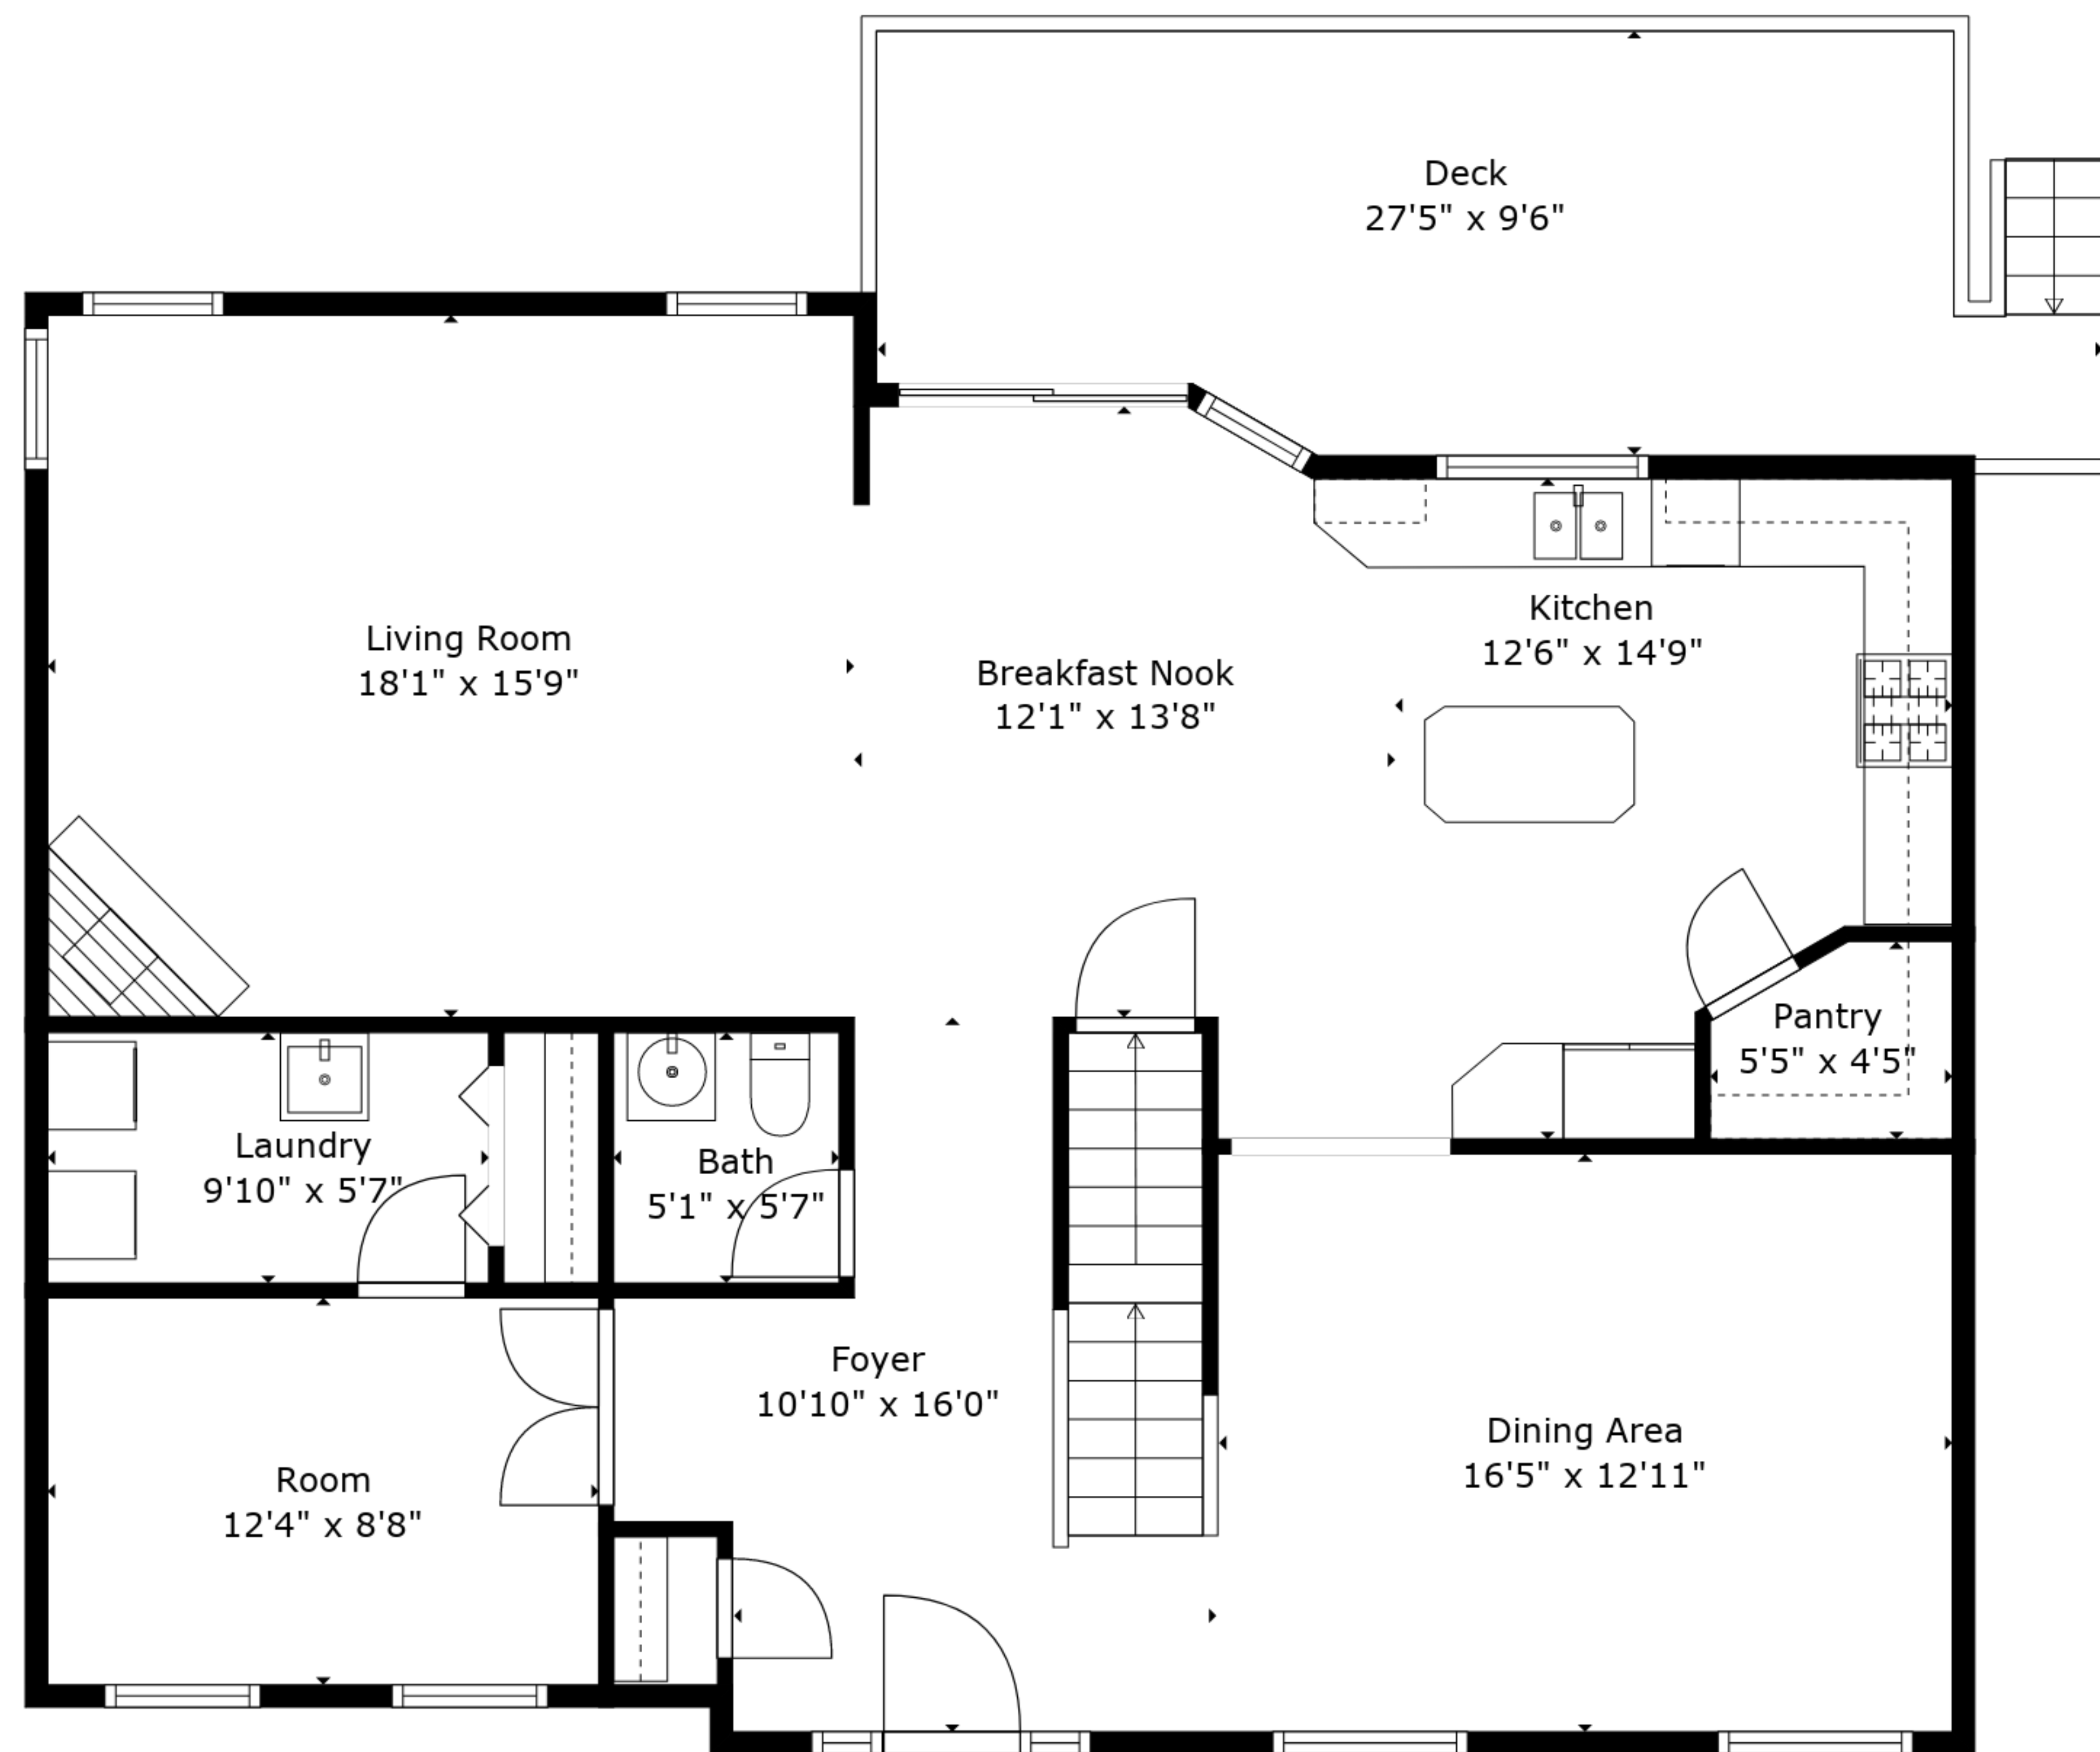 Deck
27'5" x 9'6"
Living Room
18'1" x 15'9"
Breakfast Nook
12'1" x 13'8"
Kitchen
12'6" x 14'9"
Pantry
5'5" x 4'5"
Laundry
9'10" x 5'7"
Bath
5'1" x 5'7"
Foyer
10'10" x 16'0"
Dining Area
16'5" x 12'11"
Room
12'4" x 8'8"